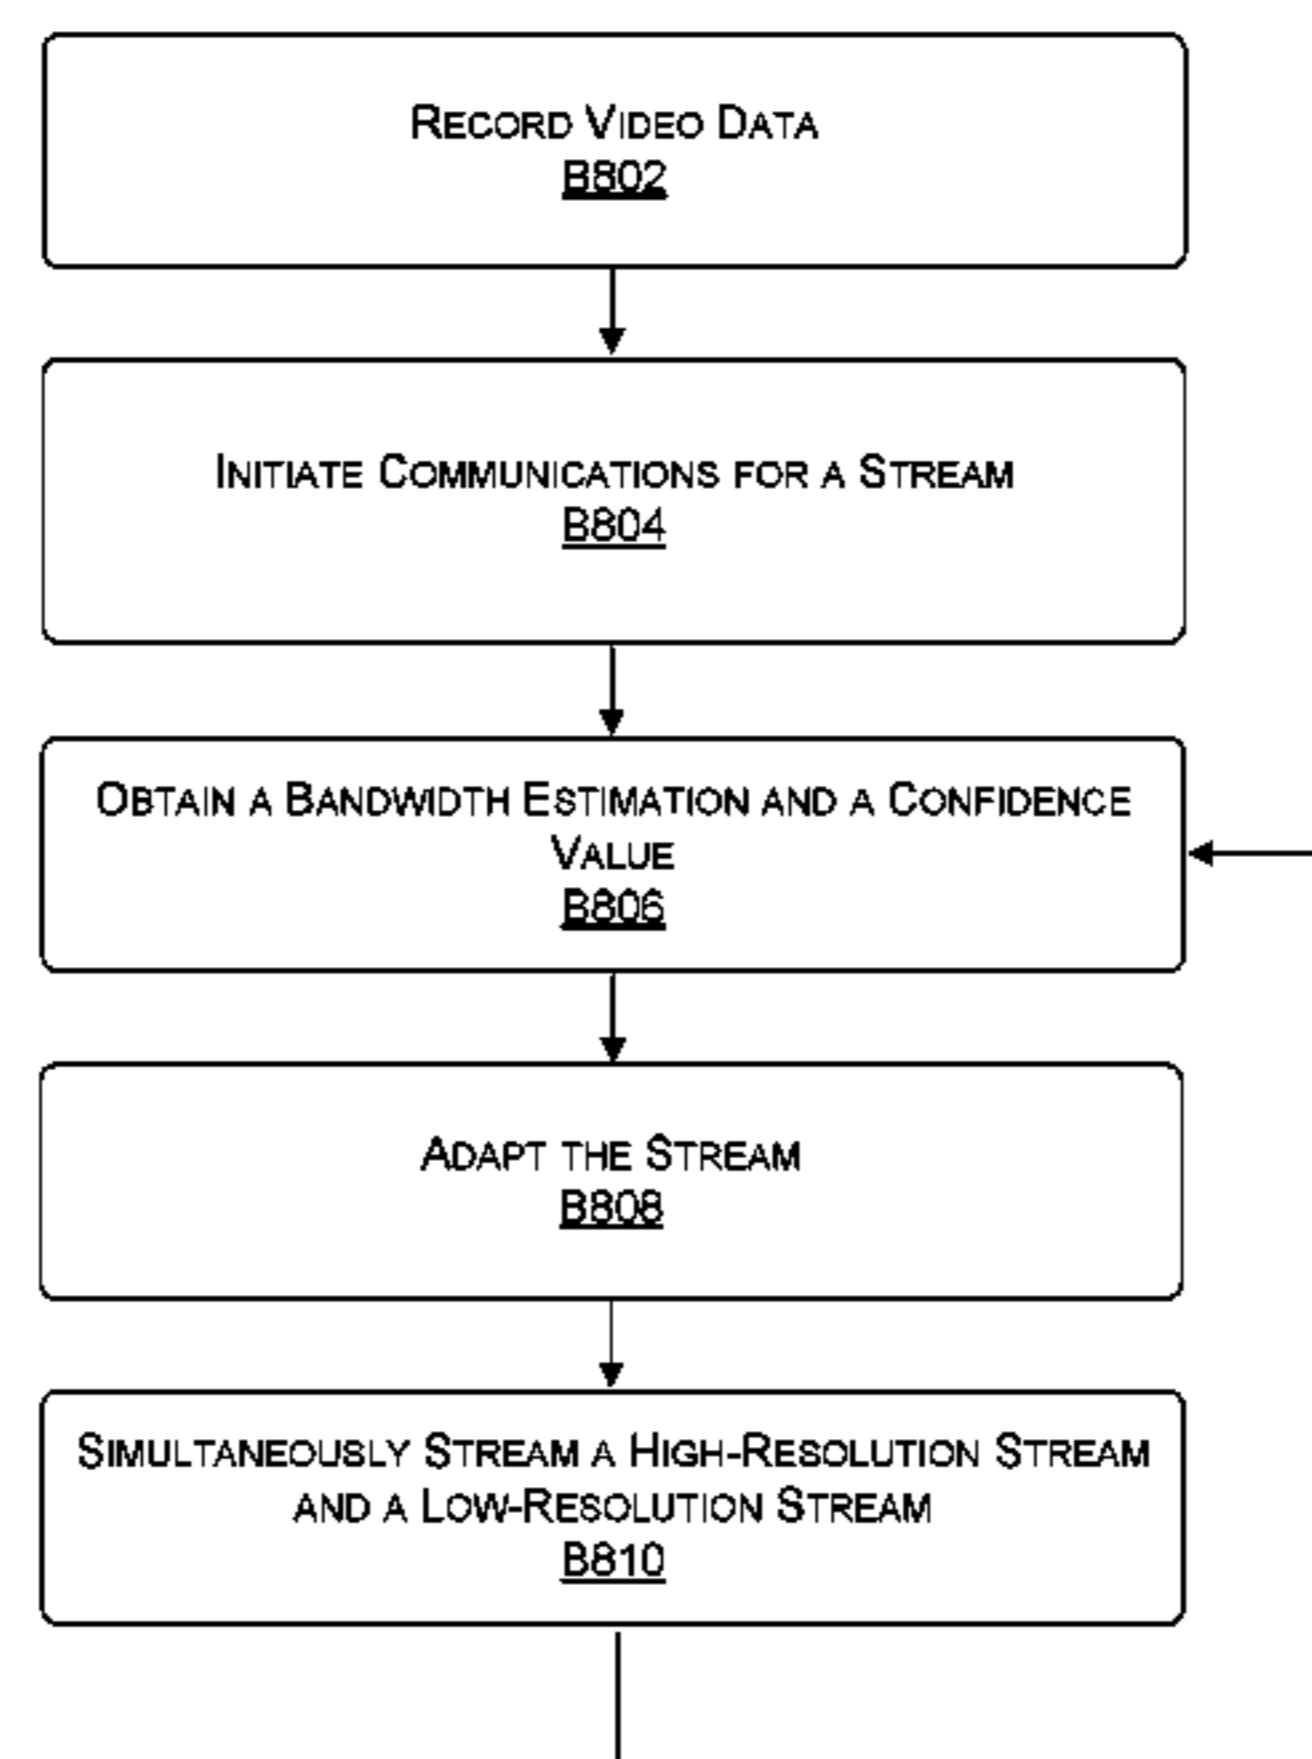 RECORD VIDEO DATA
B802
INITIATE COMMUNICATIONS FOR A STREAM
B804
OBTAIN A BANDWIDTH ESTIMATION AND A CONFIDENCE
VALUE
B806
ADAPT THE STREAM
B808
SIMULTANEOUSLY STREAM A HIGH-RESOLUTION STREAM
AND A LOW-RESOLUTION STREAM
B810